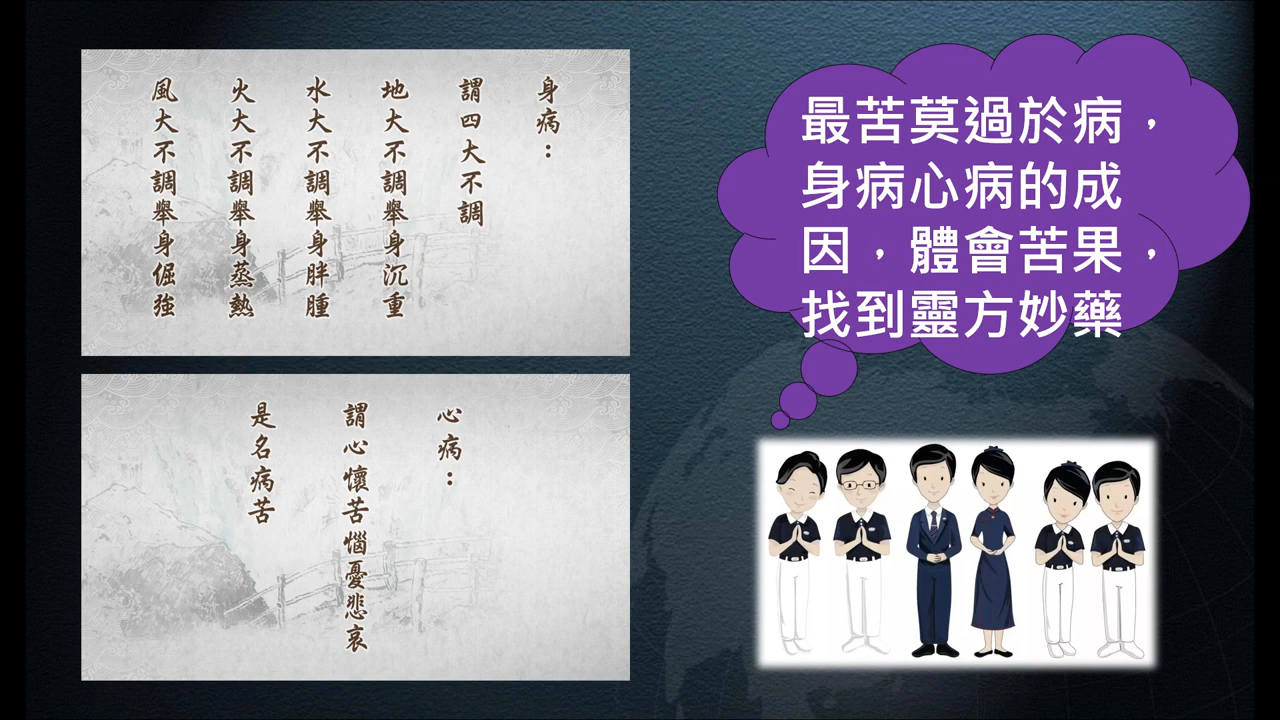 身病：
謂四大不調
地大不調舉身沉重
水大不調舉身胖腫
火大不調舉身蒸熱
風大不調舉身倔強
心病：
謂心懷苦惱憂悲哀
是名病苦
最苦莫過於病，
身病心病的成
因，體會苦果，
找到靈方妙藥